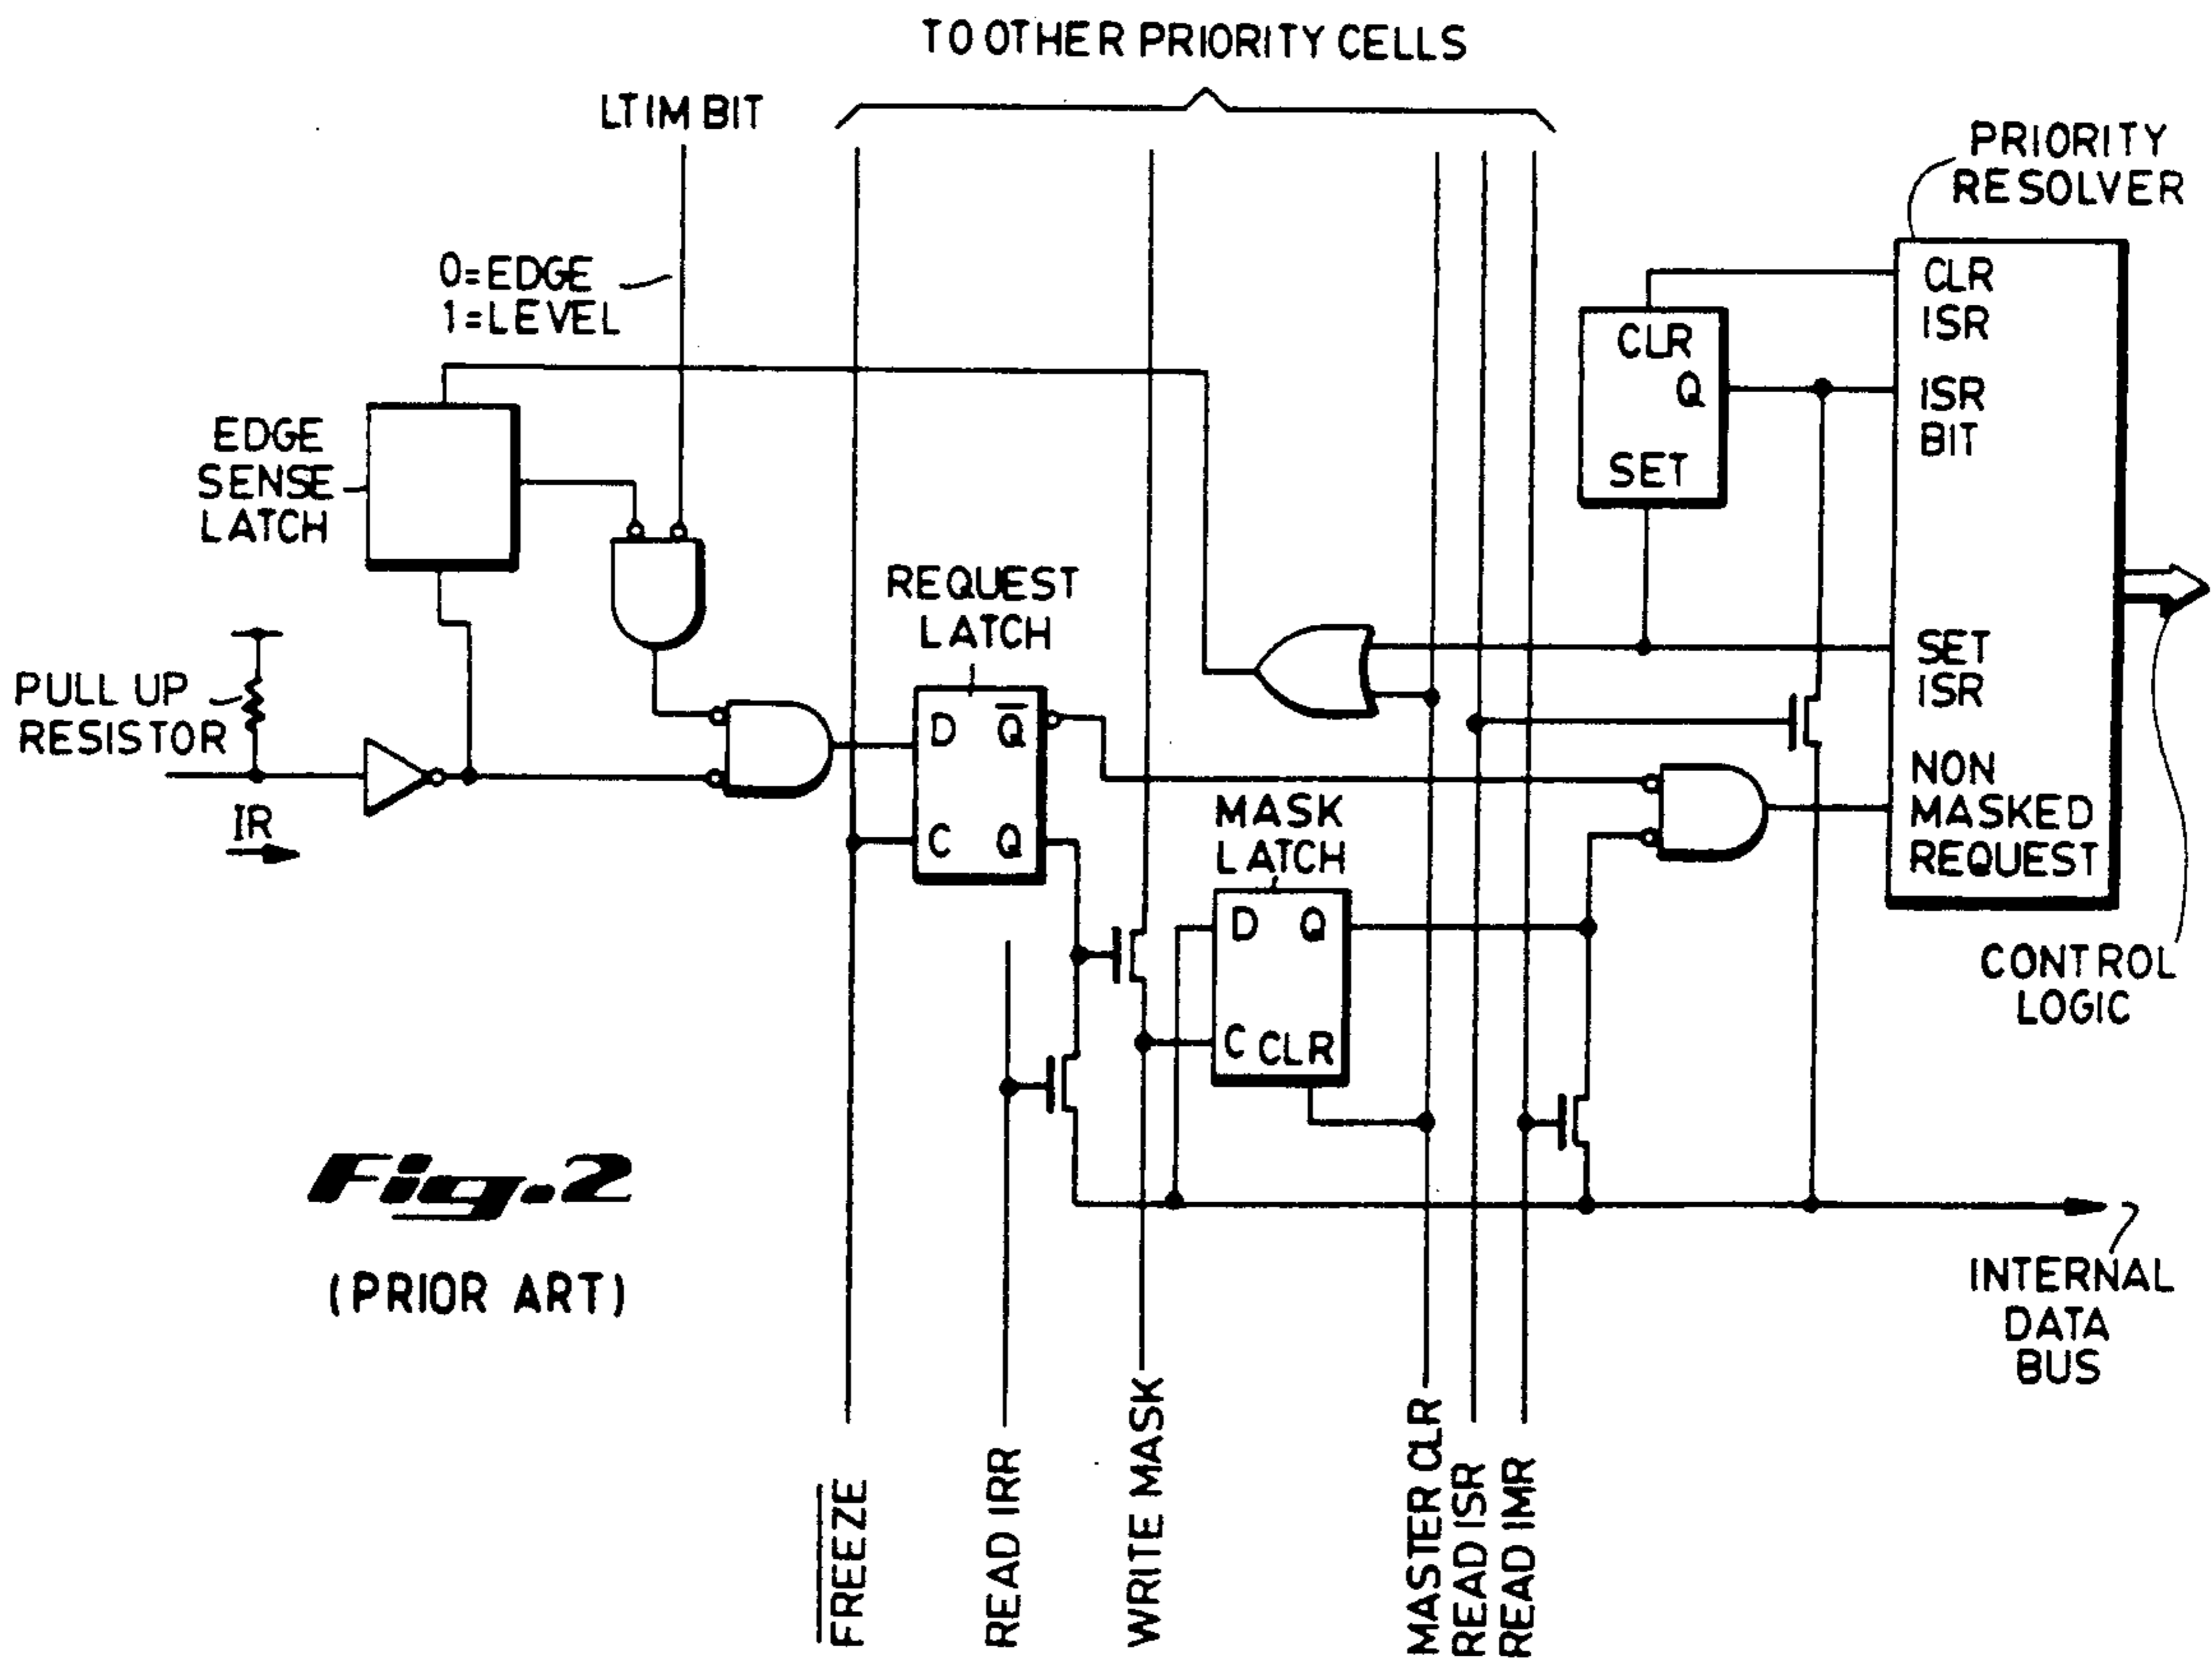 TO OTHER PRIORITY CELLS
LTIM BIT
PRIORITY
RESOLVER
0=EDGE
1=LEVEL
CLR
ISR
CLR
Q
SET
ISR
BIT
EDGE
SENSE
LATCH
REQUEST
LATCH
SET
ISR
PULL UP
RESISTOR
D
Q̅
C
Q
IR
NON
MASKED
REQUEST
MASK
LATCH
D
Q
C
CLR
CONTROL
LOGIC
Fig.2
(PRIOR ART)
INTERNAL
DATA
BUS
F̅R̅E̅E̅Z̅E̅
READ IRR
WRITE MASK
MASTER CLR
READ ISR
READ IMR